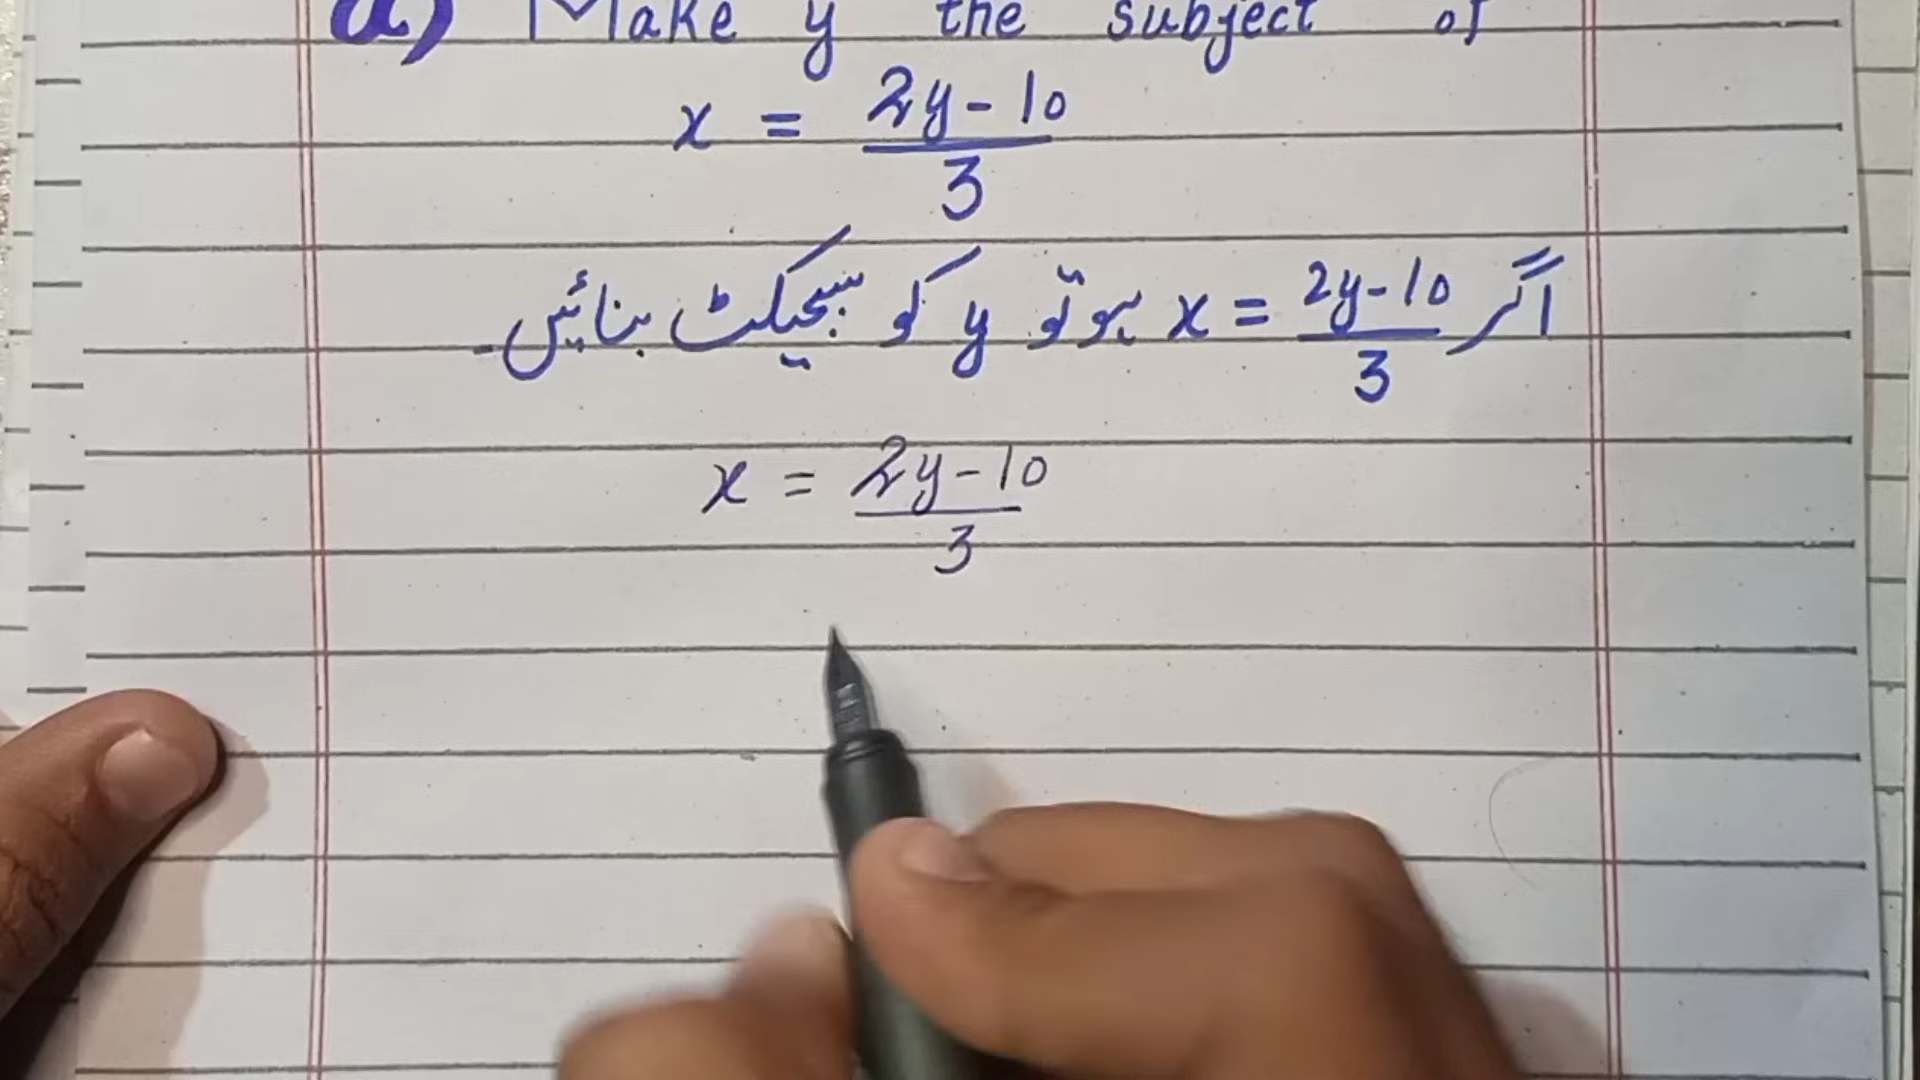 a) Make y the subject of
x = 2y-10/3
اگر x = 2y-10/3 ہو تو y کو سبجیکٹ بنائیں۔
x = 2y-10/3